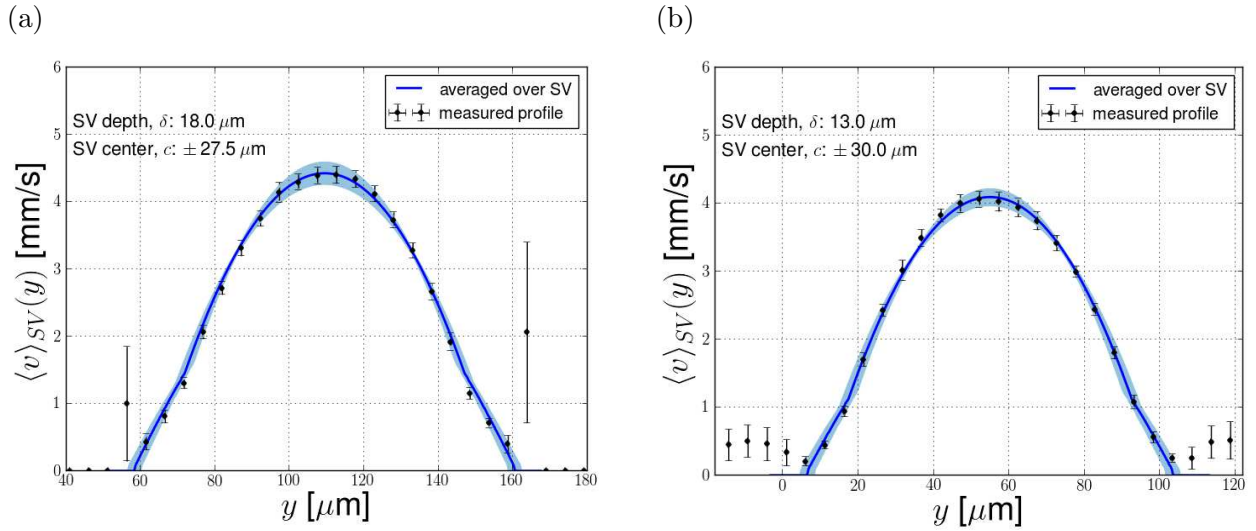 (a)
6
5
4
3
2
1
0
40 60 80 100 120 140 160 180
⟨v⟩SV(y) [mm/s]
y [μm]
SV depth, δ: 18.0 μm
SV center, c: ± 27.5 μm
averaged over SV
measured profile
(b)
6
5
4
3
2
1
0
0 20 40 60 80 100 120
⟨v⟩SV(y) [mm/s]
y [μm]
SV depth, δ: 13.0 μm
SV center, c: ± 30.0 μm
averaged over SV
measured profile